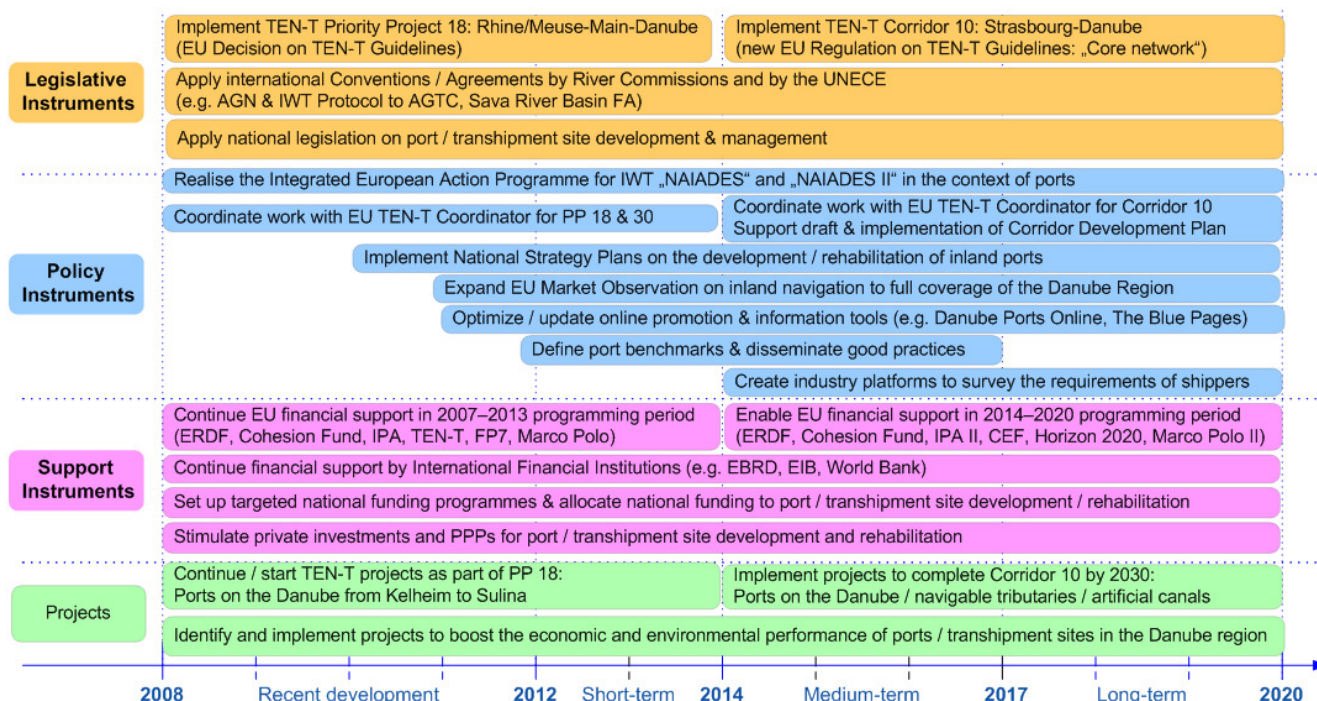 Implement TEN-T Priority Project 18: Rhine/Meuse-Main-Danube
(EU Decision on TEN-T Guidelines)
Implement TEN-T Corridor 10: Strasbourg-Danube
(new EU Regulation on TEN-T Guidelines: „Core network“)
Legislative
Instruments
Apply international Conventions / Agreements by River Commissions and by the UNECE
(e.g. AGN & IWT Protocol to AGTC, Sava River Basin FA)
Apply national legislation on port / transhipment site development & management
Realise the Integrated European Action Programme for IWT „NAIADES“ and „NAIADES II“ in the context of ports
Coordinate work with EU TEN-T Coordinator for PP 18 & 30
Coordinate work with EU TEN-T Coordinator for Corridor 10
Support draft & implementation of Corridor Development Plan
Policy
Instruments
Implement National Strategy Plans on the development / rehabilitation of inland ports
Expand EU Market Observation on inland navigation to full coverage of the Danube Region
Optimize / update online promotion & information tools (e.g. Danube Ports Online, The Blue Pages)
Define port benchmarks & disseminate good practices
Create industry platforms to survey the requirements of shippers
Continue EU financial support in 2007–2013 programming period
(ERDF, Cohesion Fund, IPA, TEN-T, FP7, Marco Polo)
Enable EU financial support in 2014–2020 programming period
(ERDF, Cohesion Fund, IPA II, CEF, Horizon 2020, Marco Polo II)
Support
Instruments
Continue financial support by International Financial Institutions (e.g. EBRD, EIB, World Bank)
Set up targeted national funding programmes & allocate national funding to port / transhipment site development / rehabilitation
Stimulate private investments and PPPs for port / transhipment site development and rehabilitation
Continue / start TEN-T projects as part of PP 18:
Ports on the Danube from Kelheim to Sulina
Implement projects to complete Corridor 10 by 2030:
Ports on the Danube / navigable tributaries / artificial canals
Projects
Identify and implement projects to boost the economic and environmental performance of ports / transhipment sites in the Danube region
2008 Recent development 2012 Short-term 2014 Medium-term 2017 Long-term 2020